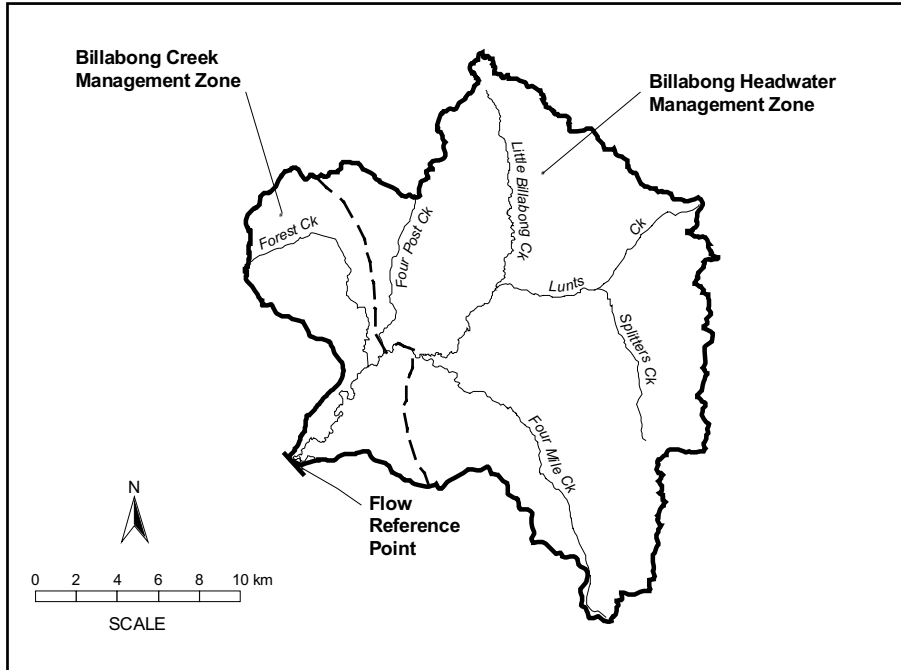 Billabong Creek
Management Zone
Billabong Headwater
Management Zone
Little Billabong Ck
Forest Ck
Four Post Ck
Ck
Lunts
Splitters Ck
Four Mile Ck
Flow
Reference
Point
N
0 2 4 6 8 10 km
SCALE